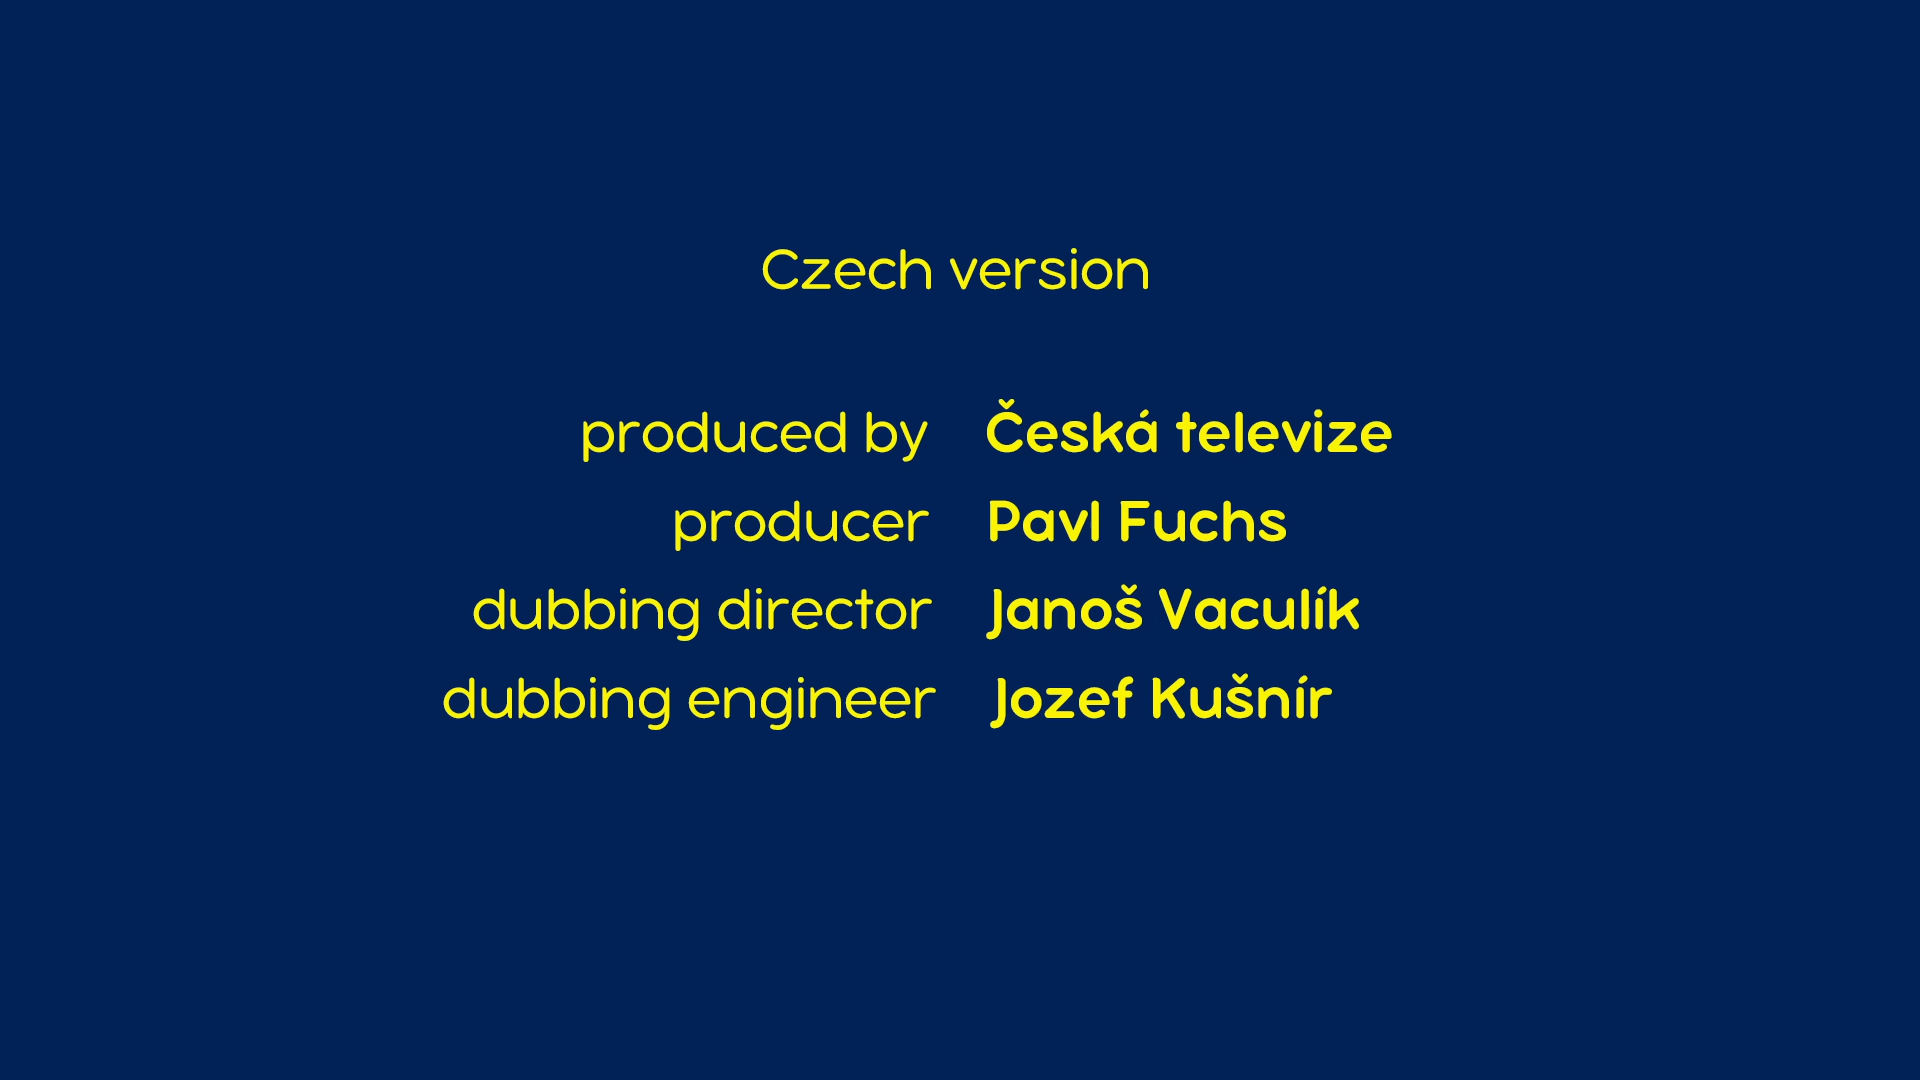 Czech version
produced by Česká televize
producer Pavl Fuchs
dubbing director Janoš Vaculík
dubbing engineer Jozef Kušnír